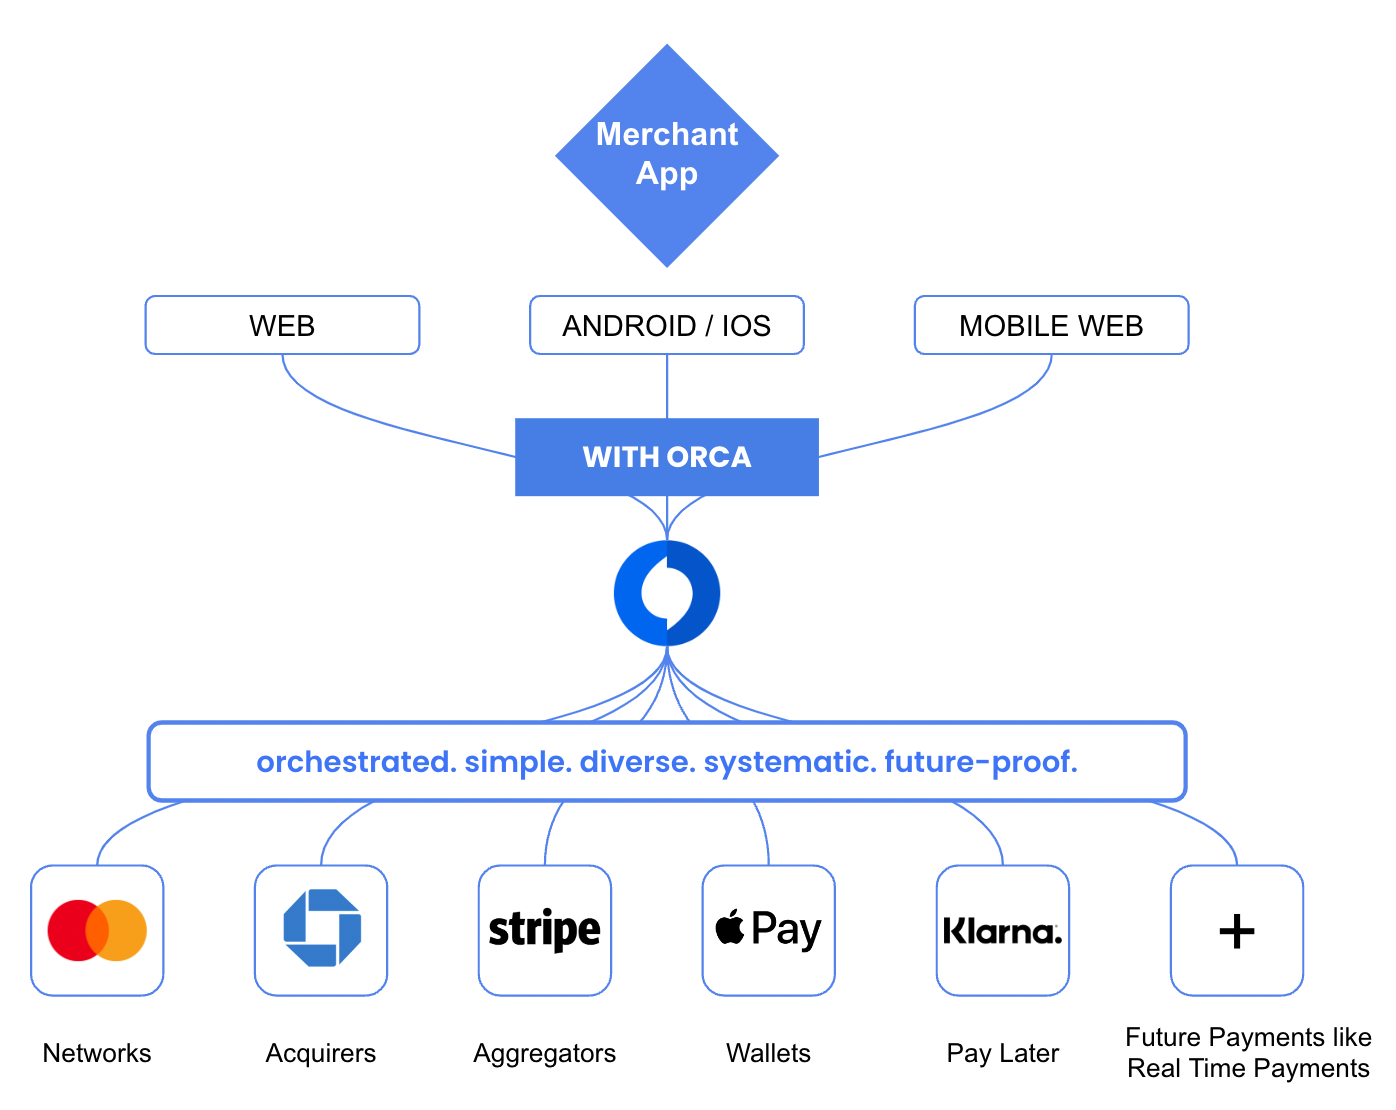 Merchant
App
WEB
ANDROID / IOS
MOBILE WEB
WITH ORCA
orchestrated. simple. diverse. systematic. future-proof.
stripe
Pay
Klarna.
+
Networks
Acquirers
Aggregators
Wallets
Pay Later
Future Payments like
Real Time Payments